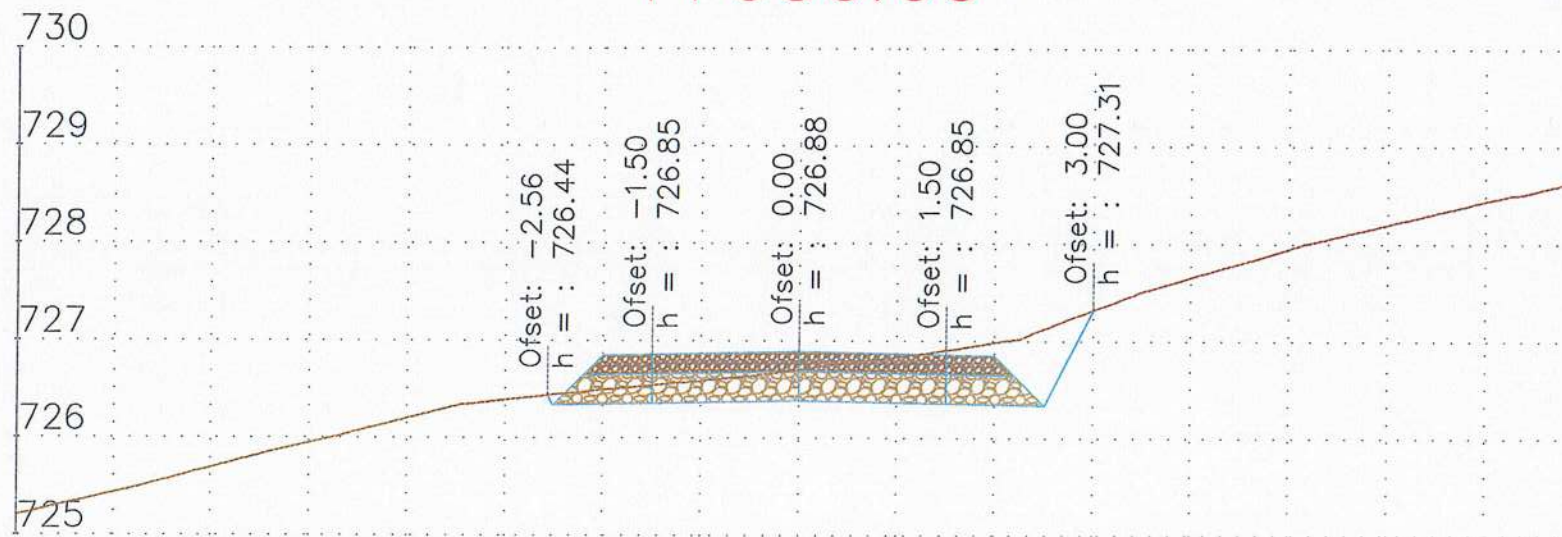 730
729
728
727
726
725
Ofset: -2.56
h = : 726.44
Ofset: -1.50
h = : 726.85
Ofset: 0.00
h = : 726.88
Ofset: 1.50
h = : 726.85
Ofset: 3.00
h = : 727.31